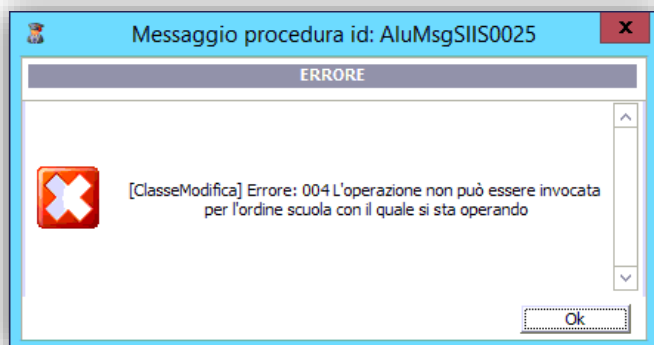 Messaggio procedura id: AluMsgSIIS0025
x
ERRORE
[ClasseModifica] Errore: 004 L'operazione non può essere invocata
per l'ordine scuola con il quale si sta operando
Ok